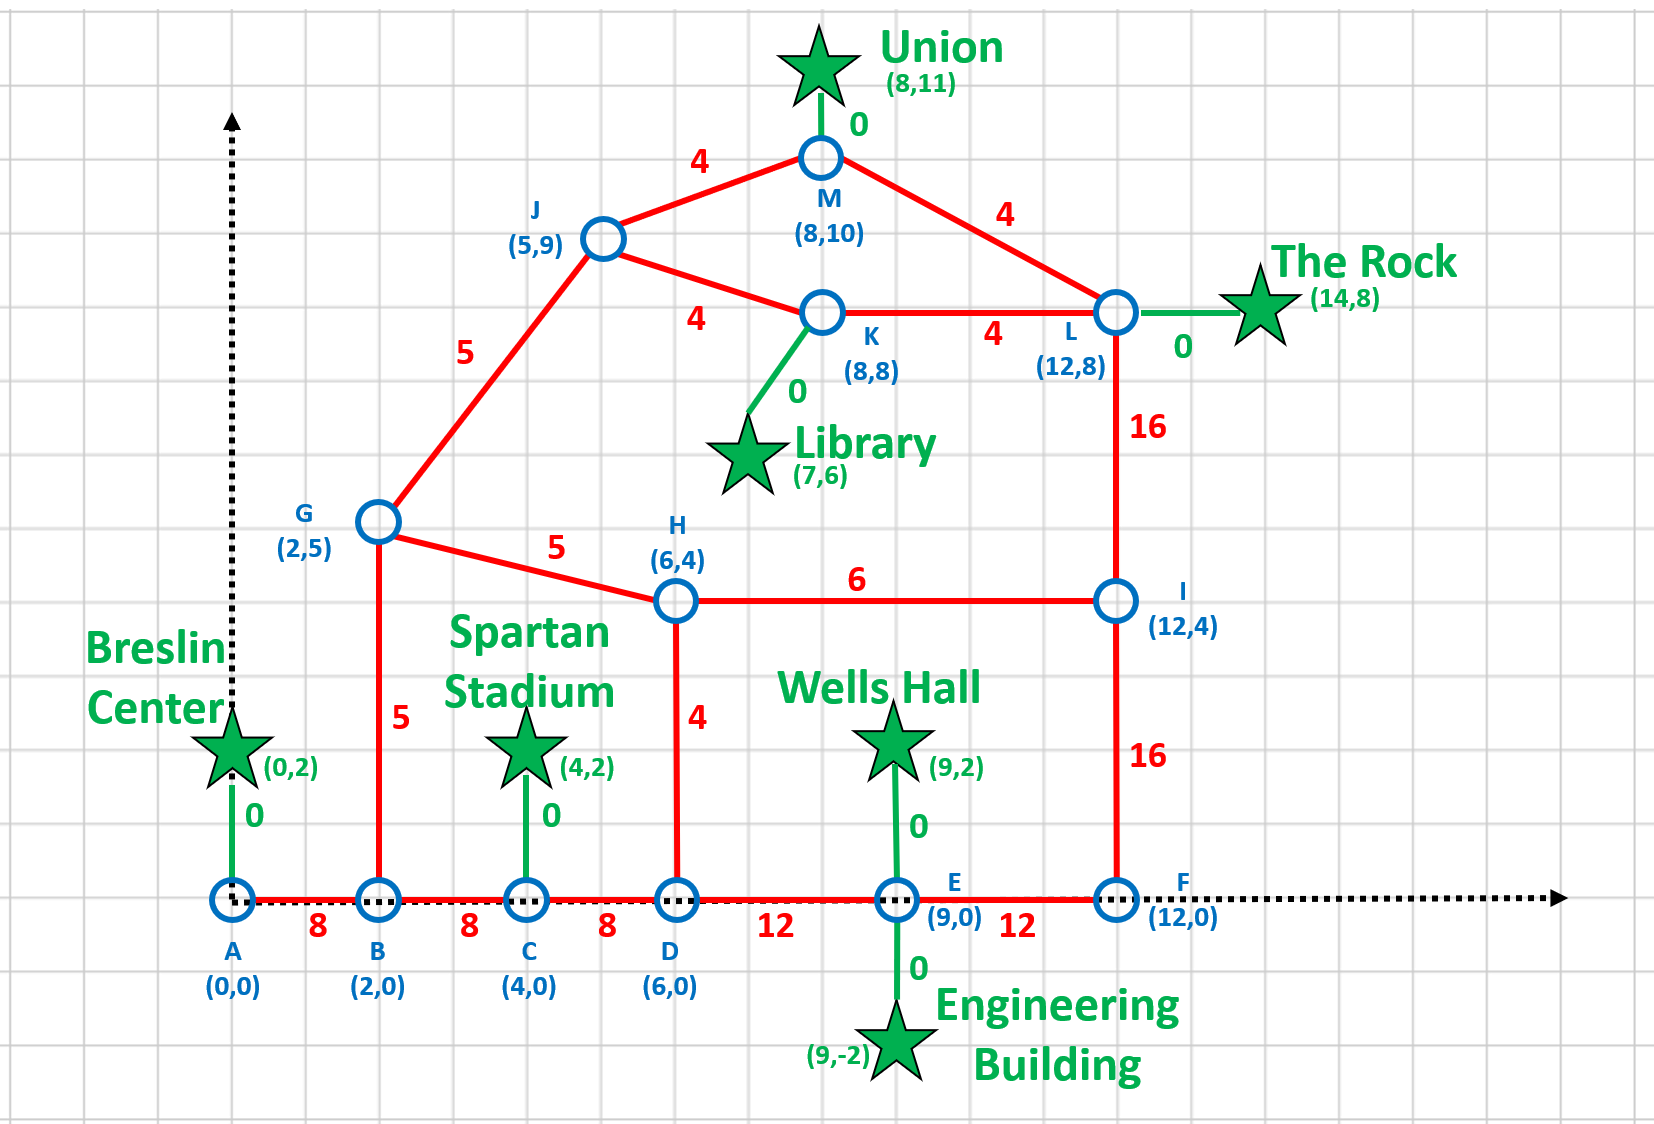 Union
(8,11)
0
4
M
(8,10)
J
(5,9)
4
The Rock
(14,8)
4
K
(8,8)
4
L
(12,8)
0
5
0
16
Library
(7,6)
G
(2,5)
5
H
(6,4)
6
I
(12,4)
Breslin
Center
(0,2)
Spartan
Stadium
(4,2)
Wells Hall
(9,2)
5
4
16
0
0
0
E
(9,0)
F
(12,0)
8
8
8
12
12
A
(0,0)
B
(2,0)
C
(4,0)
D
(6,0)
0
Engineering
Building
(9,-2)